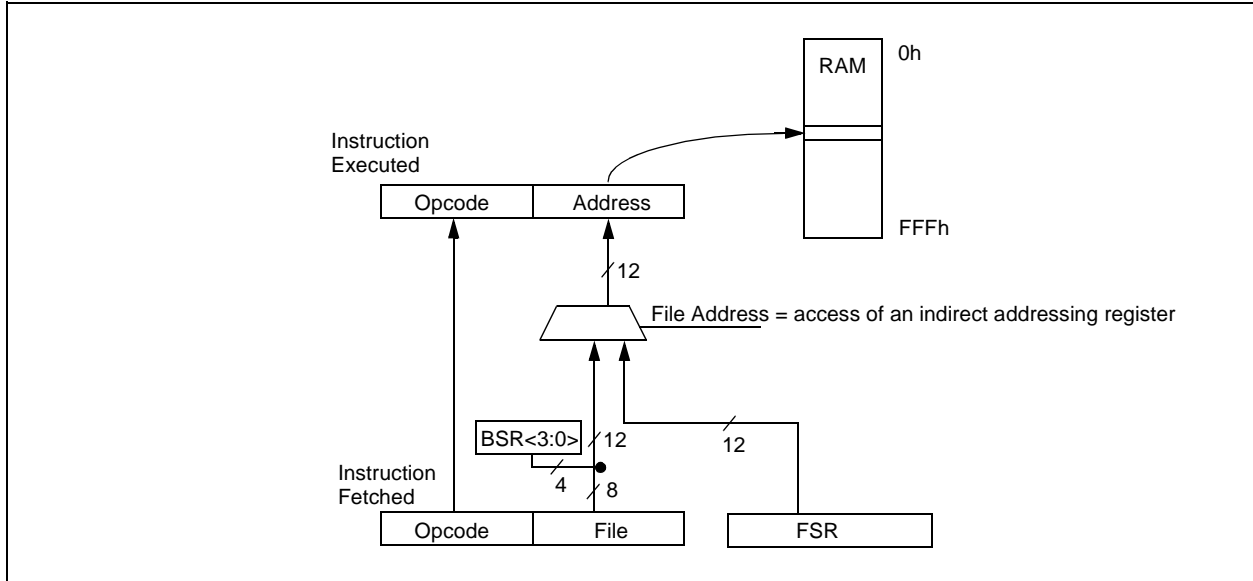 RAM
0h
Instruction
Executed
Opcode
Address
FFFh
12
File Address = access of an indirect addressing register
BSR<3:0>
12
12
Instruction
Fetched
4
8
Opcode
File
FSR